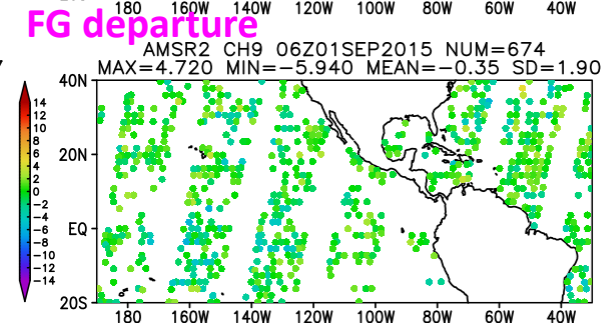 180 160W 140W 120W 100W 80W 60W 40W
FG departure
AMSR2 CH9 06Z01SEP2015 NUM=674
MAX=4.720 MIN=−5.940 MEAN=−0.35 SD=1.90
14
12
10
8
6
4
2
0
−2
−4
−6
−8
−10
−12
−14
40N
20N
EQ
20S
180 160W 140W 120W 100W 80W 60W 40W